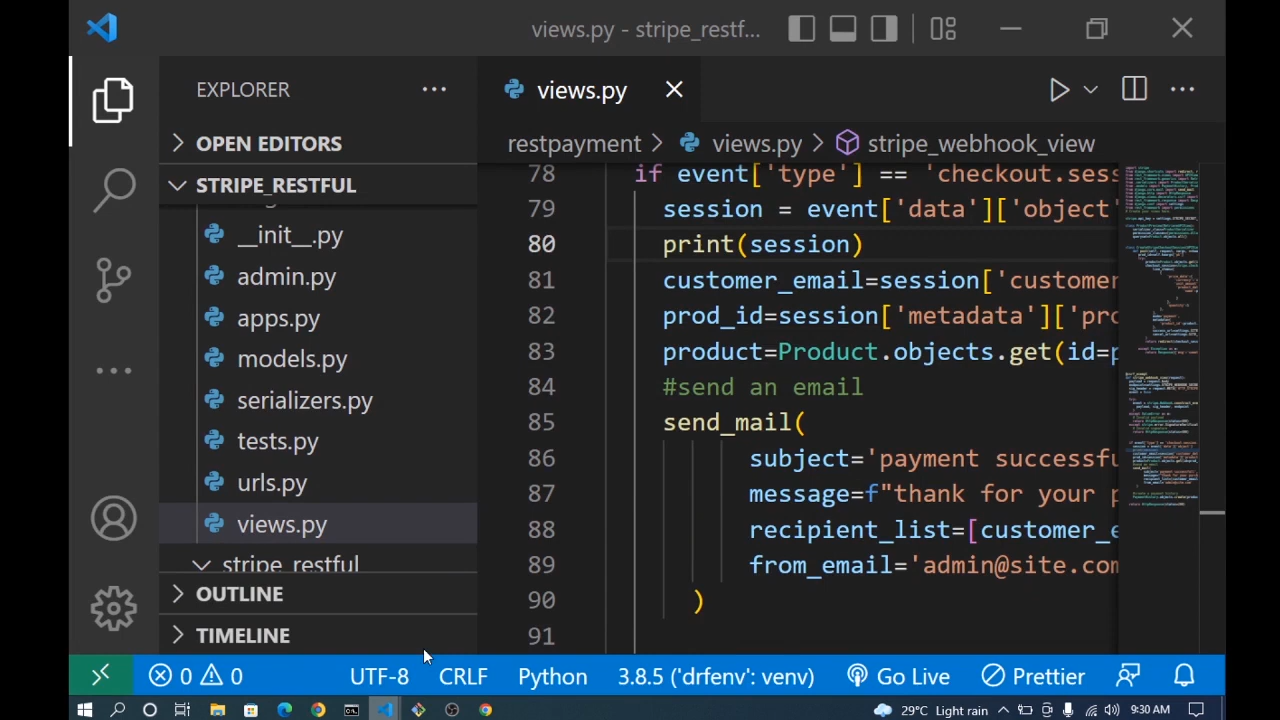 views.py - stripe_restf...
EXPLORER
views.py
OPEN EDITORS
restpayment > views.py > stripe_webhook_view
STRIPE_RESTFUL
__init__.py
admin.py
apps.py
models.py
serializers.py
tests.py
urls.py
views.py
stripe_restful
OUTLINE
TIMELINE
78 if event['type'] == 'checkout.sess
79 session = event['data']['object'
80 print(session)
81 customer_email=session['customer
82 prod_id=session['metadata']['pro
83 product=Product.objects.get(id=p
84 #send an email
85 send_mail(
86 subject='payment successfu
87 message=f"thank for your p
88 recipient_list=[customer_e
89 from_email='admin@site.com
90 )
91
0 0 UTF-8 CRLF Python 3.8.5 ('drfenv': venv) Go Live Prettier
29°C Light rain 9:30 AM